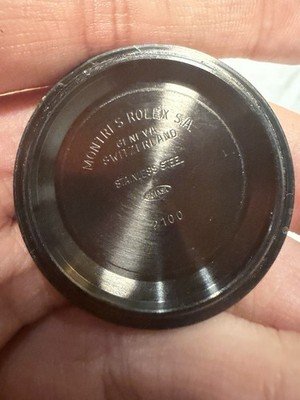 MONTRES ROLEX S/A
GENEVA
SWITZERLAND
STAINLESS STEEL
2100